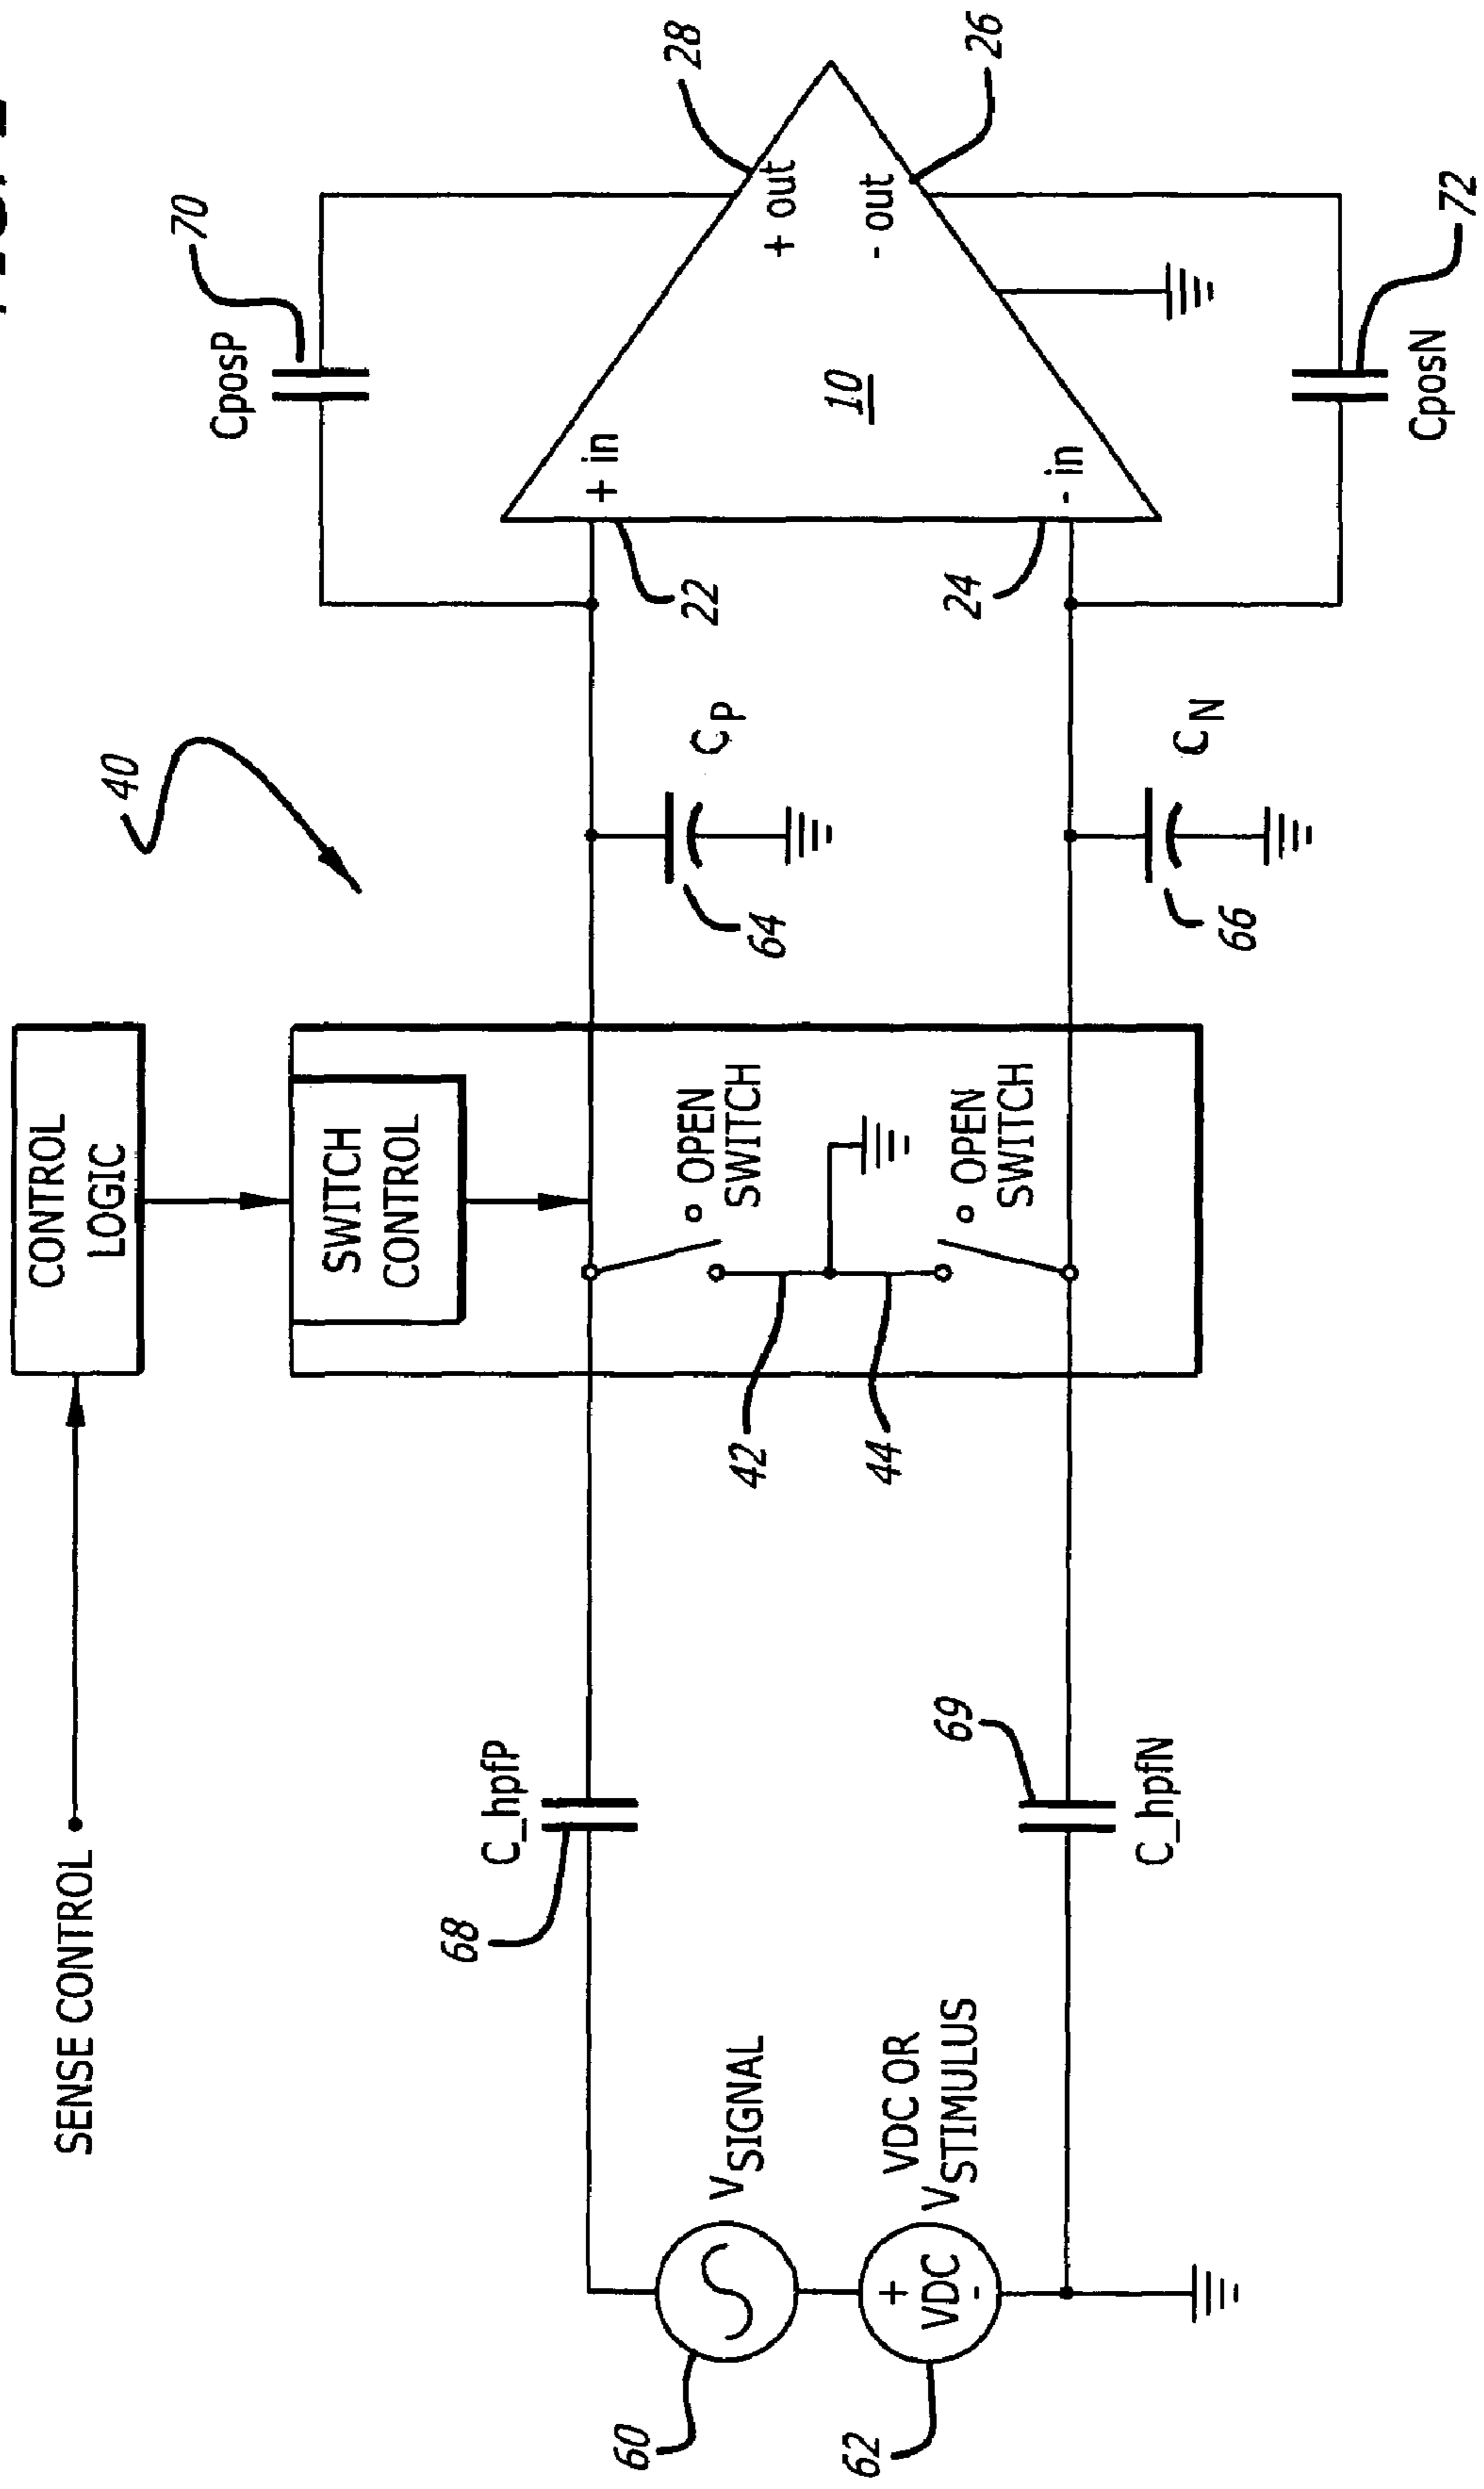 SENSE CONTROL
CONTROL
LOGIC
SWITCH
CONTROL
40
70
CposP
28
+ in
+ out
22
10
24
- in
- out
26
72
CposN
C_hpfP
68
OPEN
SWITCH
OPEN
SWITCH
42
44
C P
64
C N
66
69
C_hpfN
60
VSIGNAL
62
+
VDC
-
VDC OR
VSTIMULUS